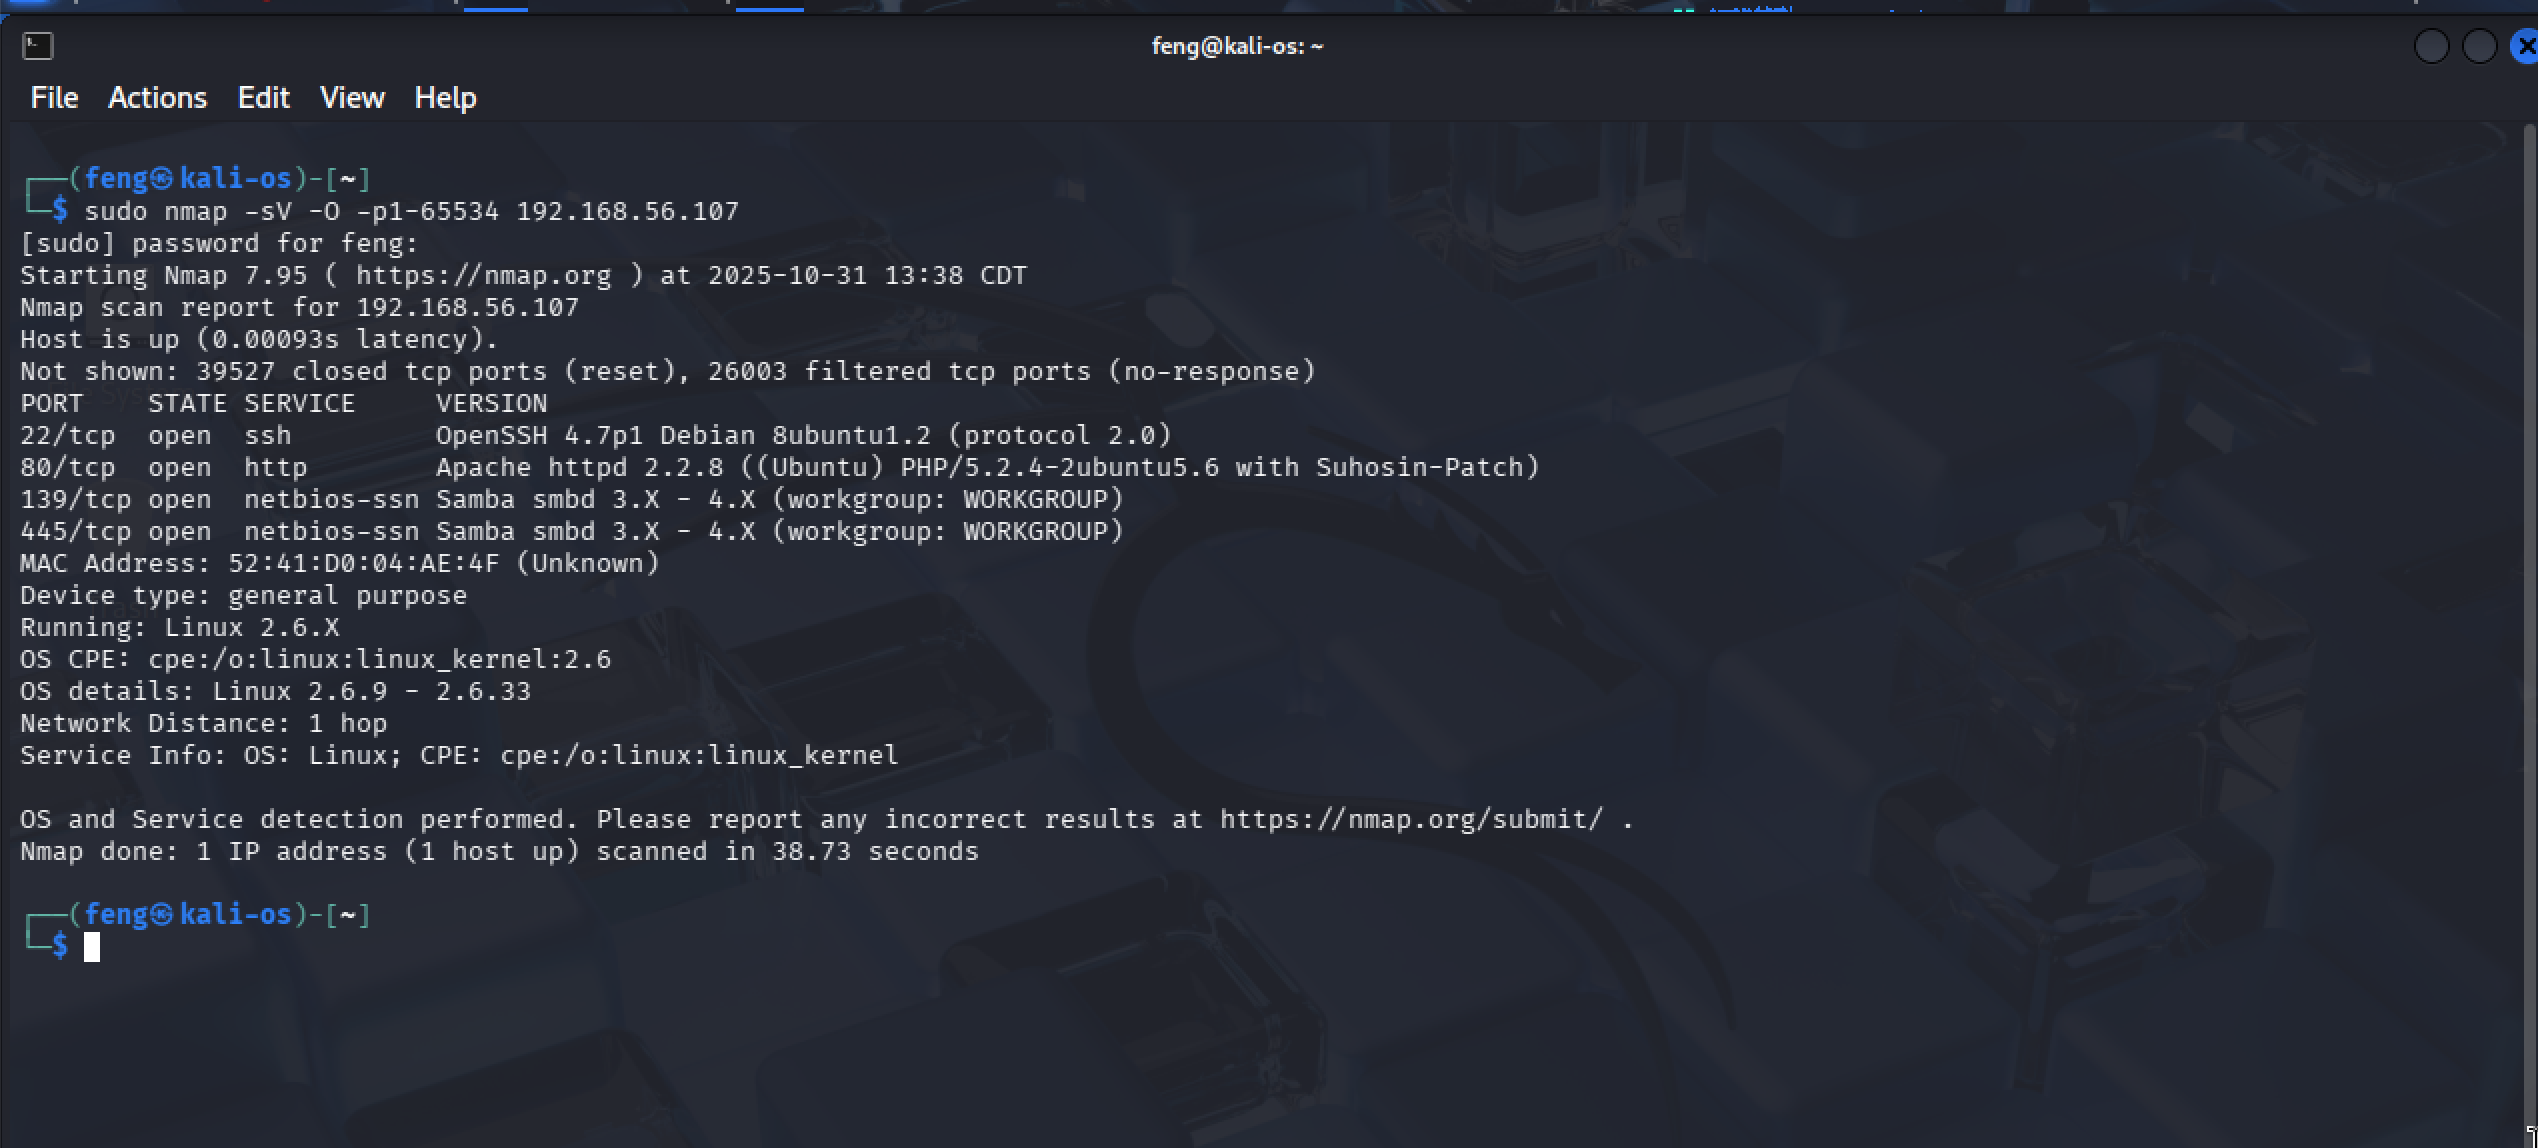 feng@kali-os: ~
File Actions Edit View Help
┌──(feng㉿kali-os)-[~]
└─$ sudo nmap -sV -O -p1-65534 192.168.56.107
[sudo] password for feng:
Starting Nmap 7.95 ( https://nmap.org ) at 2025-10-31 13:38 CDT
Nmap scan report for 192.168.56.107
Host is up (0.00093s latency).
Not shown: 39527 closed tcp ports (reset), 26003 filtered tcp ports (no-response)
PORT    STATE SERVICE     VERSION
22/tcp  open  ssh         OpenSSH 4.7p1 Debian 8ubuntu1.2 (protocol 2.0)
80/tcp  open  http        Apache httpd 2.2.8 ((Ubuntu) PHP/5.2.4-2ubuntu5.6 with Suhosin-Patch)
139/tcp open  netbios-ssn Samba smbd 3.X - 4.X (workgroup: WORKGROUP)
445/tcp open  netbios-ssn Samba smbd 3.X - 4.X (workgroup: WORKGROUP)
MAC Address: 52:41:D0:04:AE:4F (Unknown)
Device type: general purpose
Running: Linux 2.6.X
OS CPE: cpe:/o:linux:linux_kernel:2.6
OS details: Linux 2.6.9 - 2.6.33
Network Distance: 1 hop
Service Info: OS: Linux; CPE: cpe:/o:linux:linux_kernel

OS and Service detection performed. Please report any incorrect results at https://nmap.org/submit/ .
Nmap done: 1 IP address (1 host up) scanned in 38.73 seconds

┌──(feng㉿kali-os)-[~]
└─$